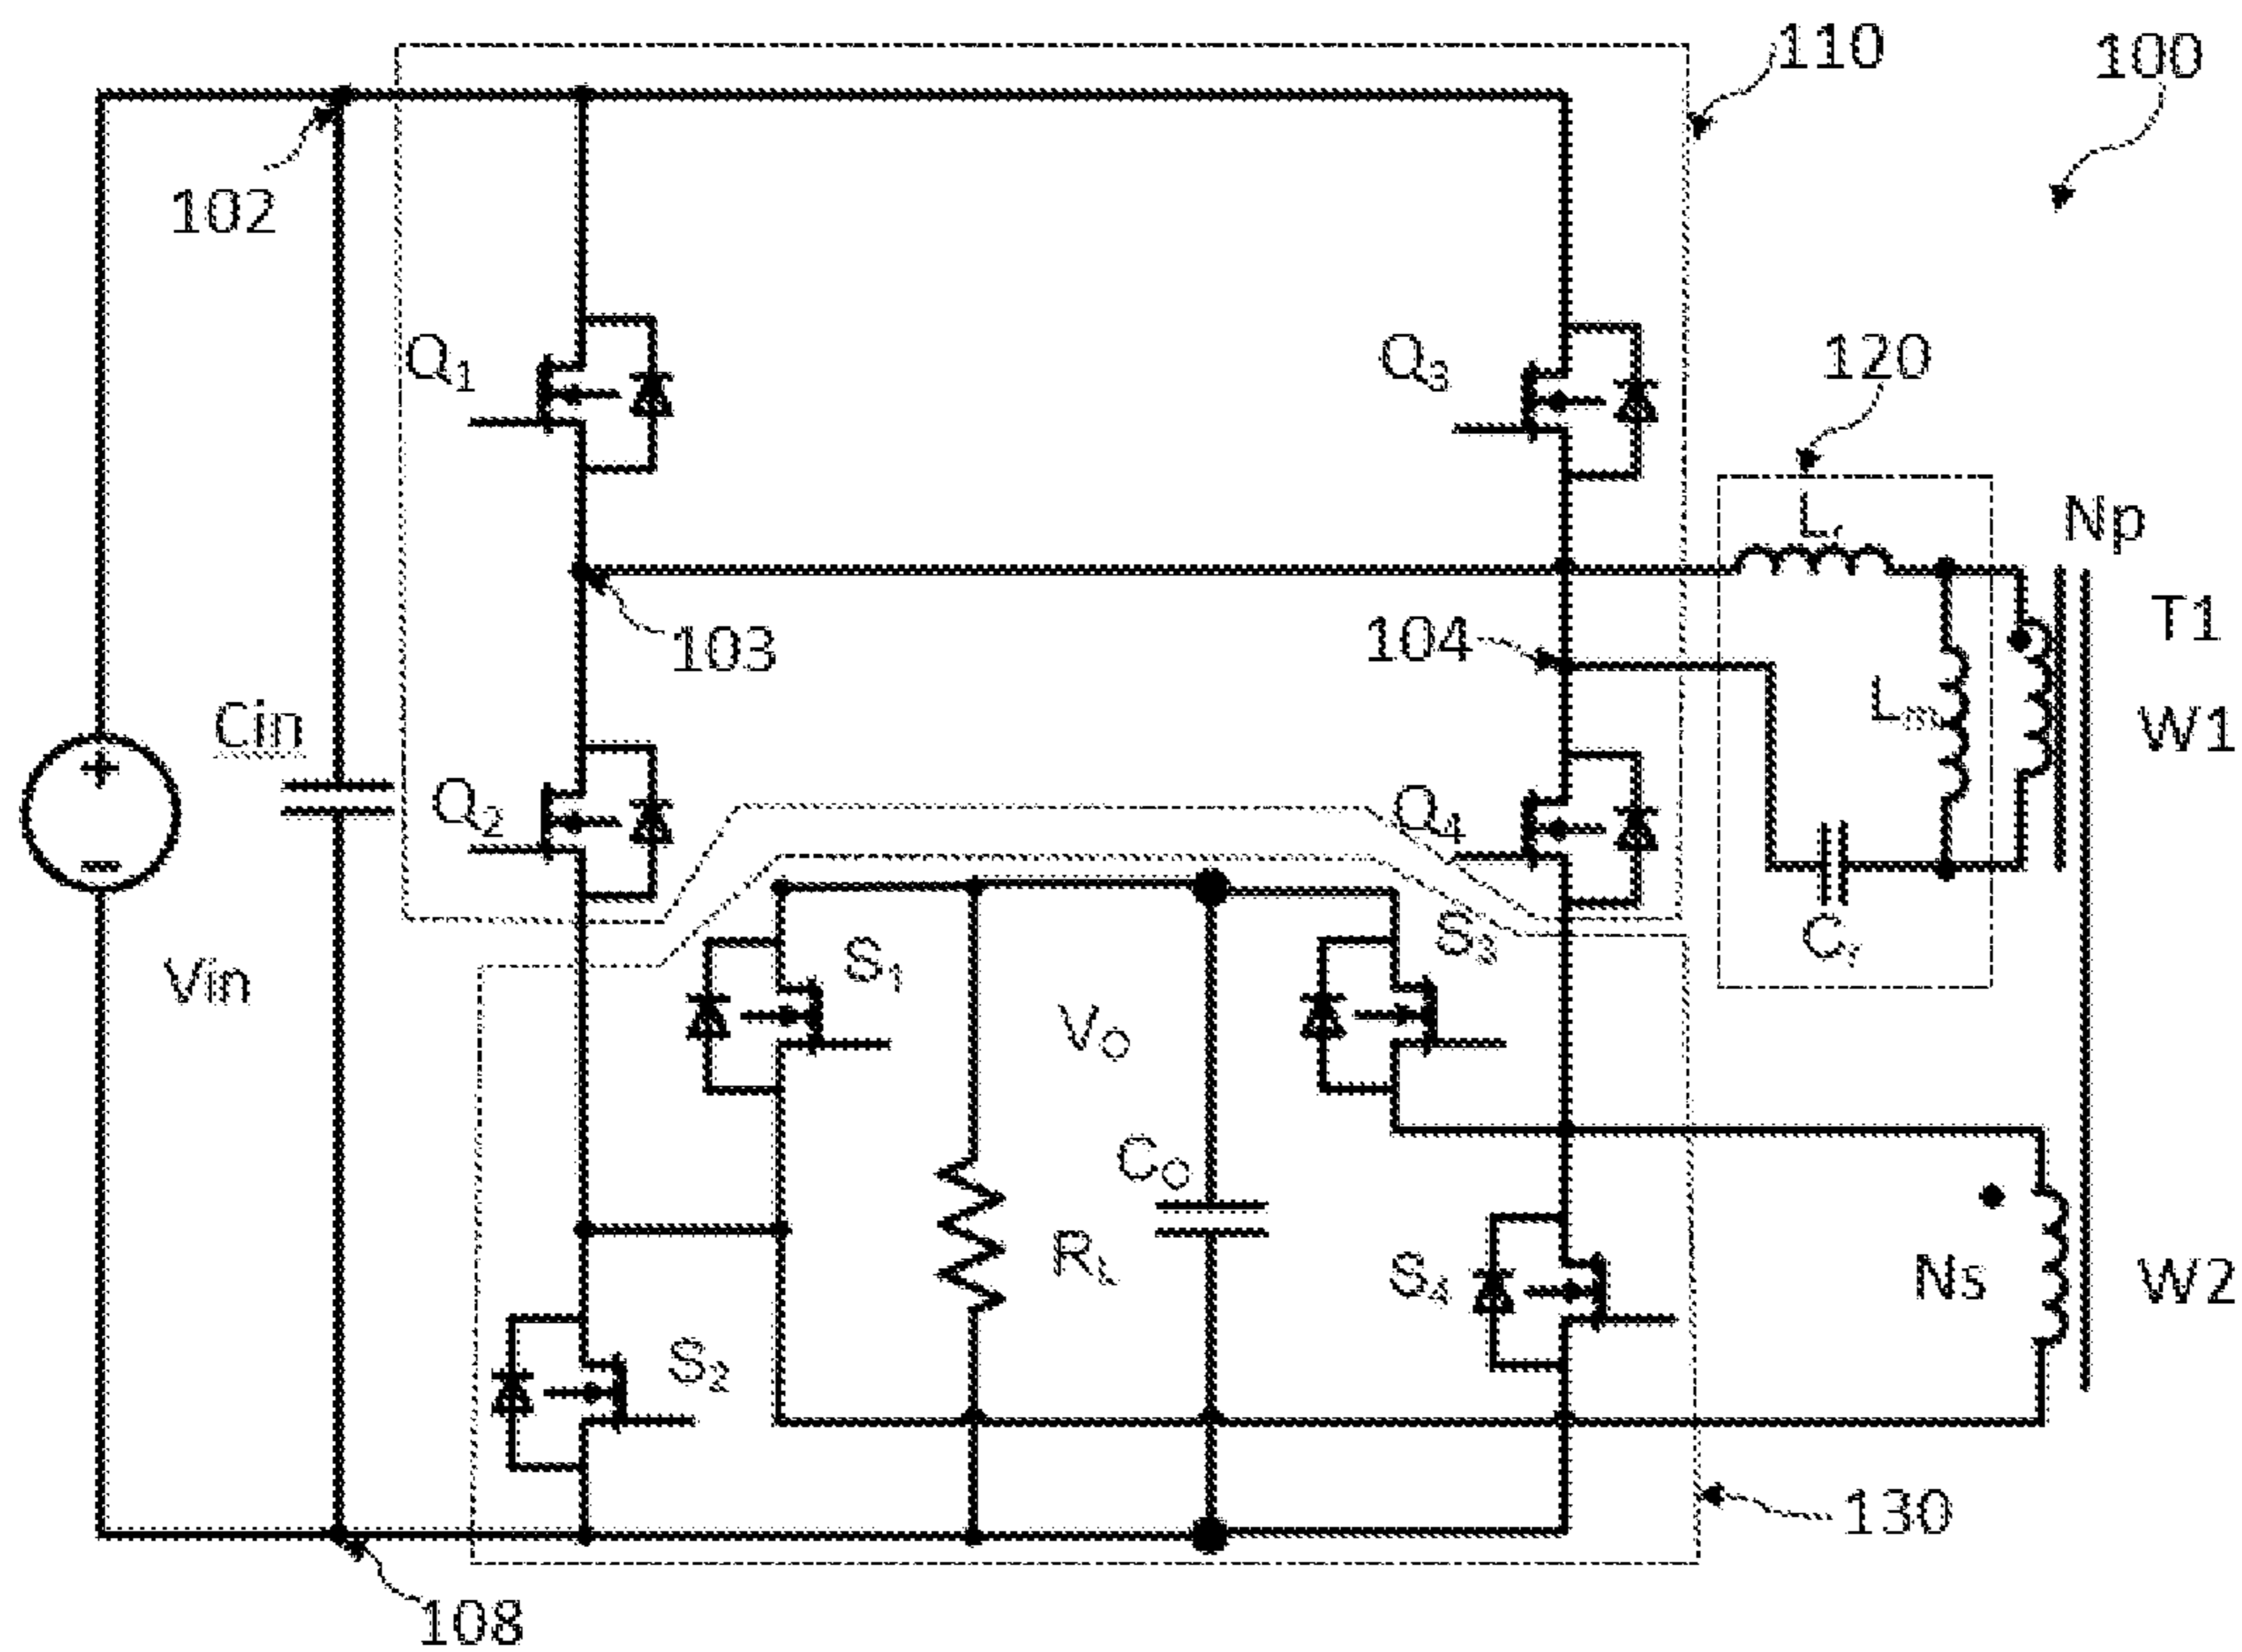 110
100
102
Q1
Q3
120
Lr
Np
103
104
T1
Lm
W1
Cin
Q2
Q4
+
−
Cr
S1
S3
Vin
VO
CO
RL
S4
Ns
W2
S2
130
108